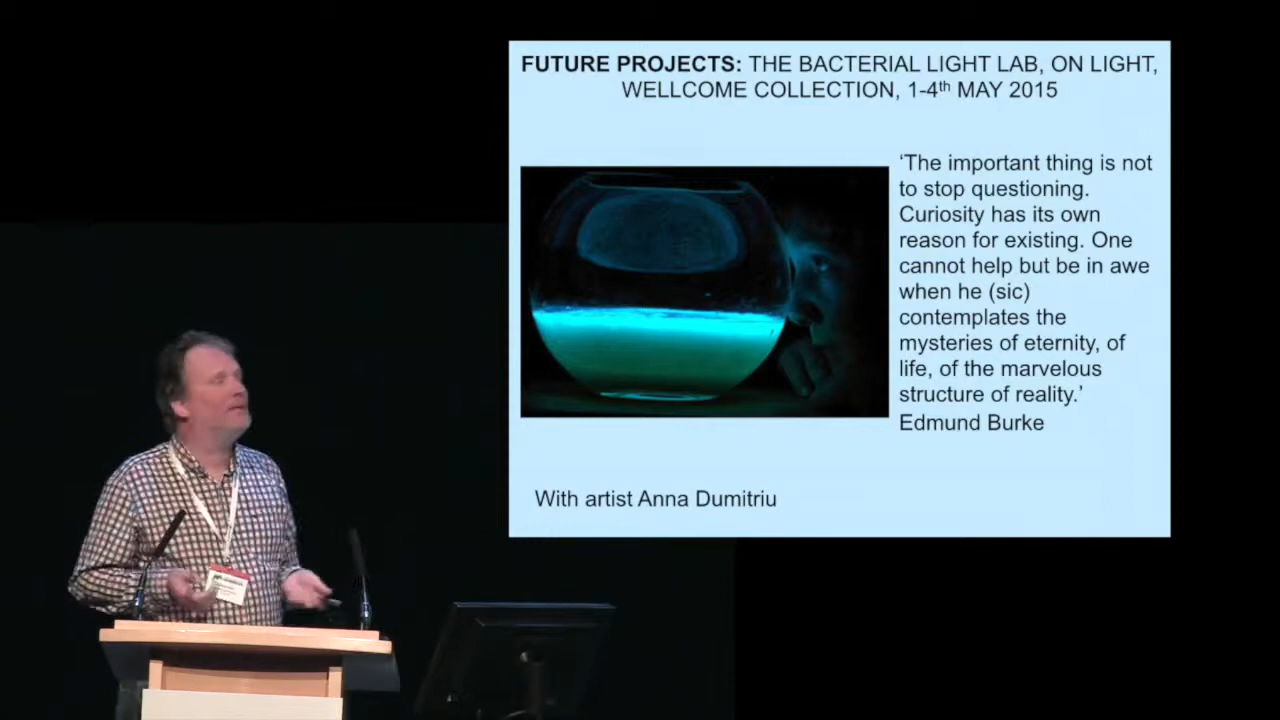 FUTURE PROJECTS: THE BACTERIAL LIGHT LAB, ON LIGHT,
WELLCOME COLLECTION, 1-4th MAY 2015
‘The important thing is not
to stop questioning.
Curiosity has its own
reason for existing. One
cannot help but be in awe
when he (sic)
contemplates the
mysteries of eternity, of
life, of the marvelous
structure of reality.’
Edmund Burke
With artist Anna Dumitriu